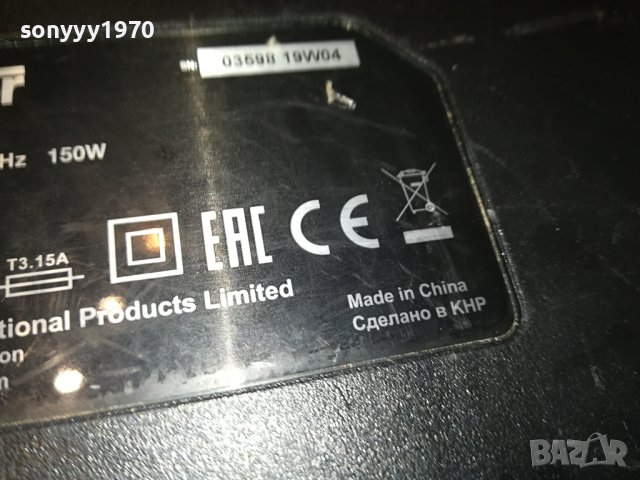 sonyyy1970
SN: 03598 19W04
Hz 150W
T3.15A
EAC CE
tional Products Limited
Made in China
Сделано в КНР
on
m
BAZAR